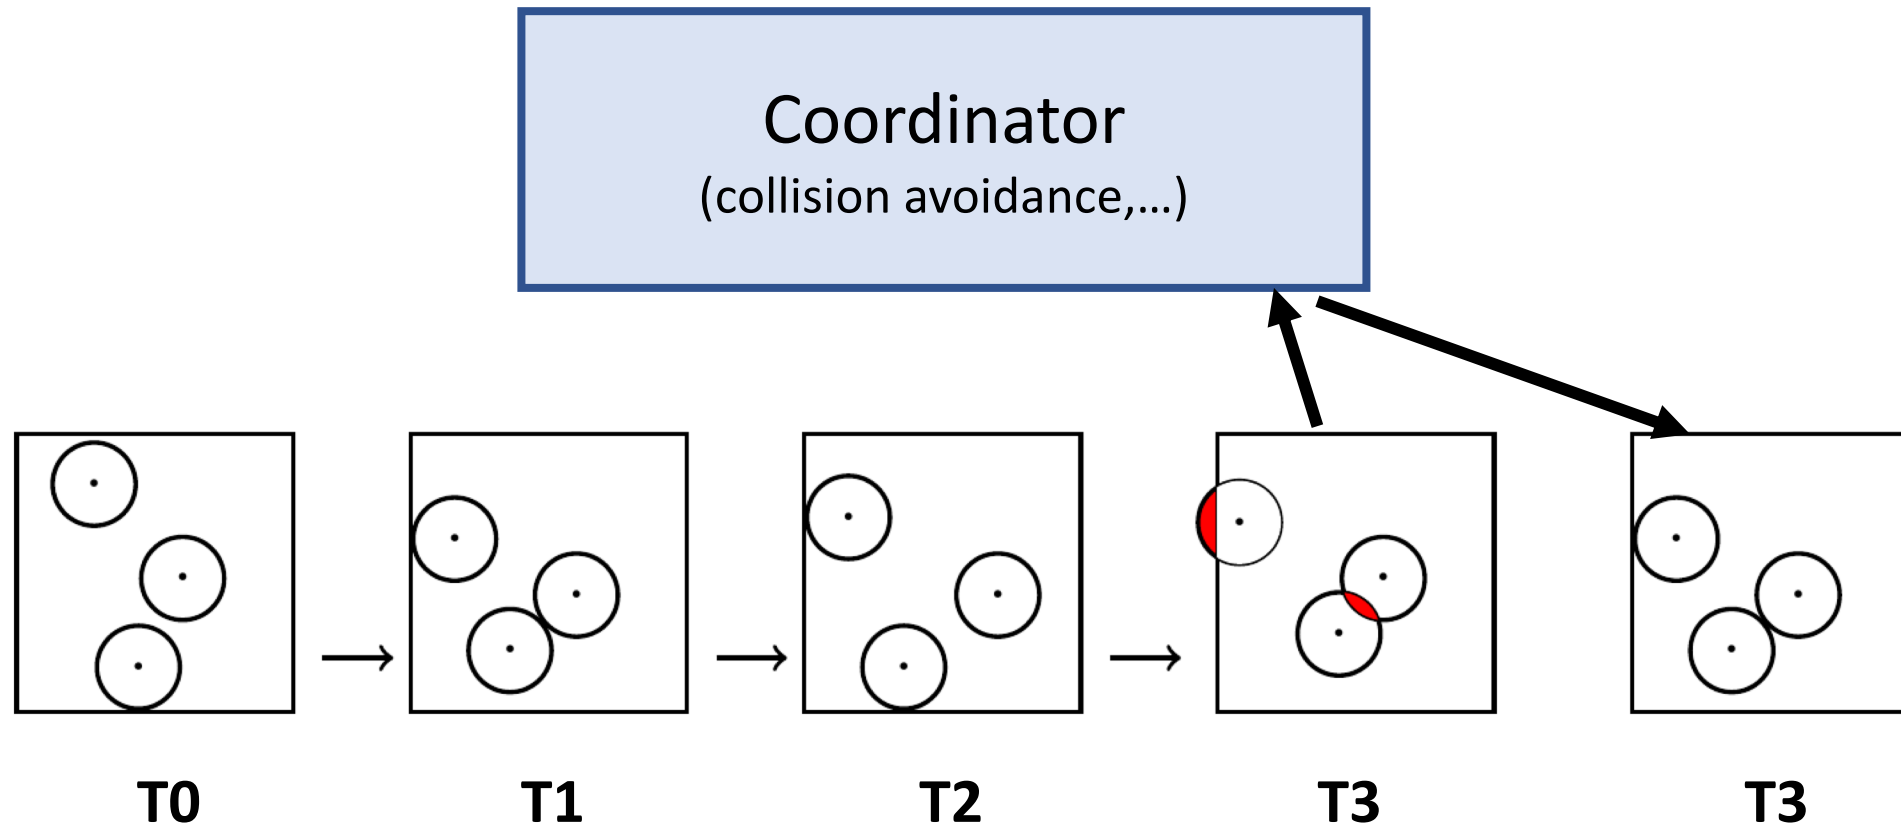 Coordinator
(collision avoidance,...)
T0 T1 T2 T3 T3